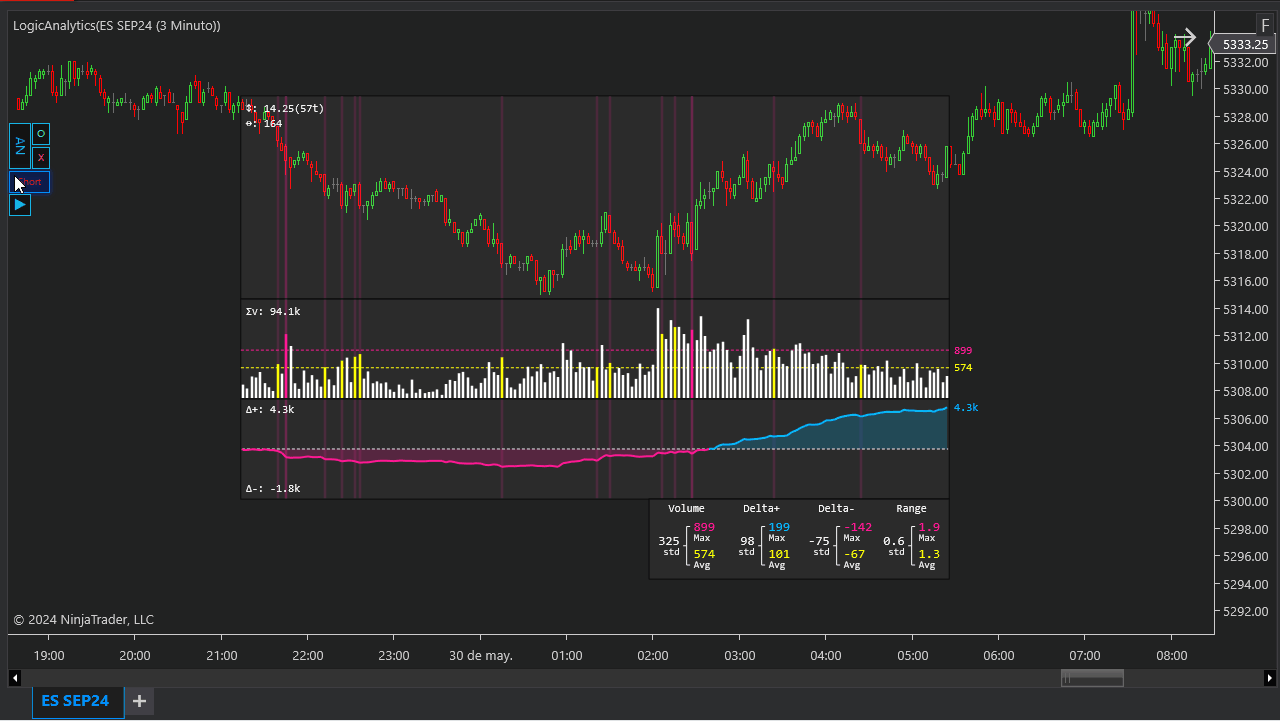 LogicAnalytics(ES SEP24 (3 Minuto))
F
5333.25
5332.00
5330.00
5328.00
5326.00
5324.00
5322.00
5320.00
5318.00
5316.00
5314.00
5312.00
5310.00
5308.00
5306.00
5304.00
5302.00
5300.00
5298.00
5296.00
5294.00
5292.00
AN
O
X
14.25(57t)
164
Σv: 94.1k
899
574
Δ+: 4.3k
4.3k
Δ-: -1.8k
Volume Delta+ Delta- Range
899 199 -142 1.9
Max Max Max Max
325 98 -75 0.6
std std std std
574 101 -67 1.3
Avg Avg Avg Avg
© 2024 NinjaTrader, LLC
19:00 20:00 21:00 22:00 23:00 30 de may. 01:00 02:00 03:00 04:00 05:00 06:00 07:00 08:00
ES SEP24 +